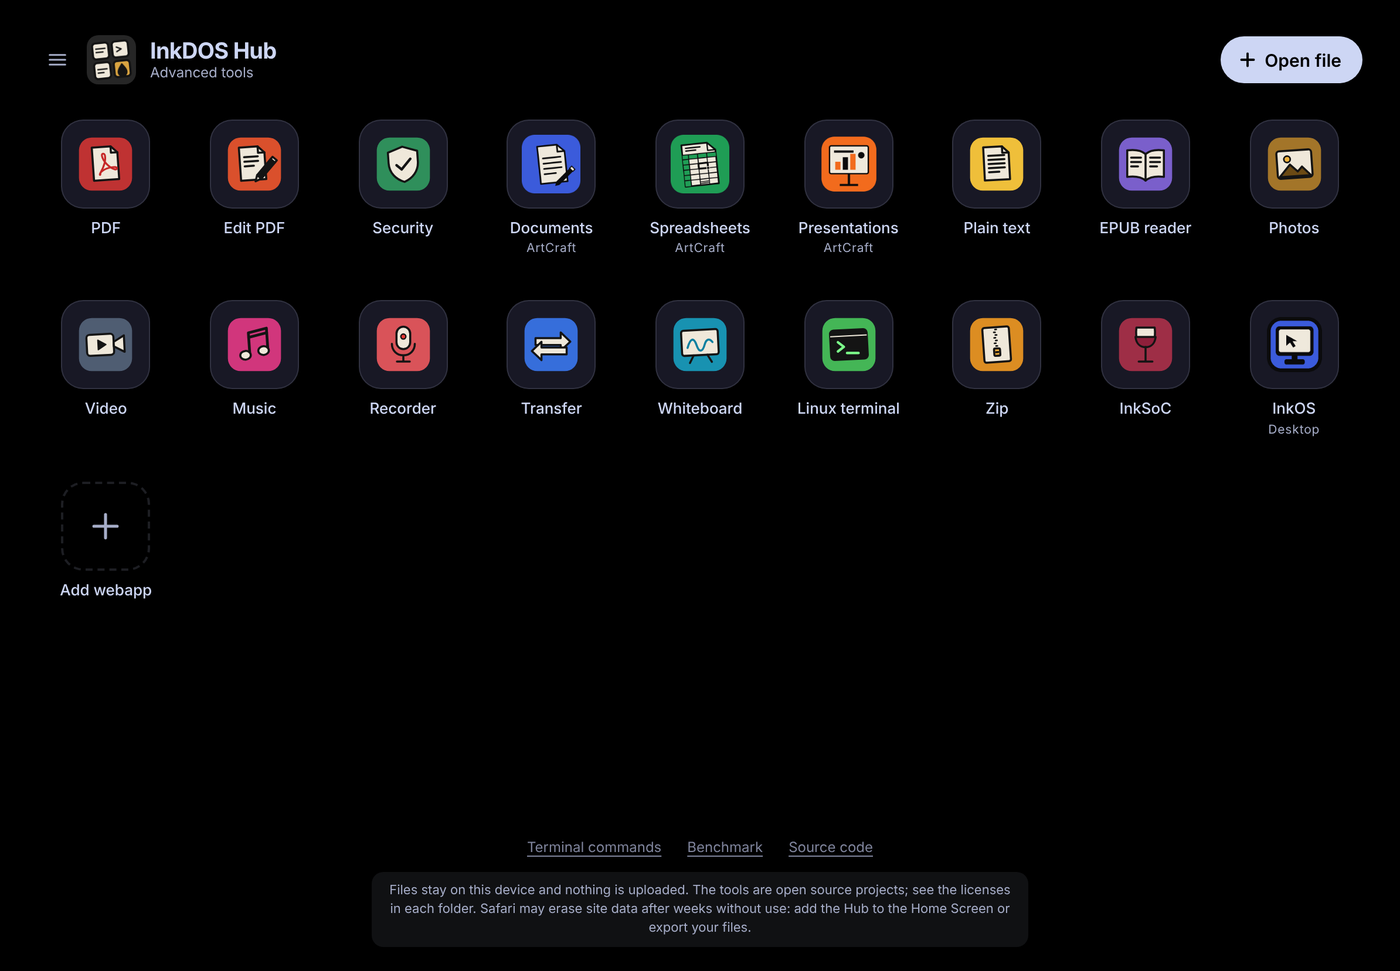 InkDOS Hub
Advanced tools
Open file
PDF
Edit PDF
Security
Documents
ArtCraft
Spreadsheets
ArtCraft
Presentations
ArtCraft
Plain text
EPUB reader
Photos
Video
Music
Recorder
Transfer
Whiteboard
Linux terminal
Zip
InkSoC
InkOS
Desktop
Add webapp
Terminal commands
Benchmark
Source code
Files stay on this device and nothing is uploaded. The tools are open source projects; see the licenses
in each folder. Safari may erase site data after weeks without use: add the Hub to the Home Screen or
export your files.